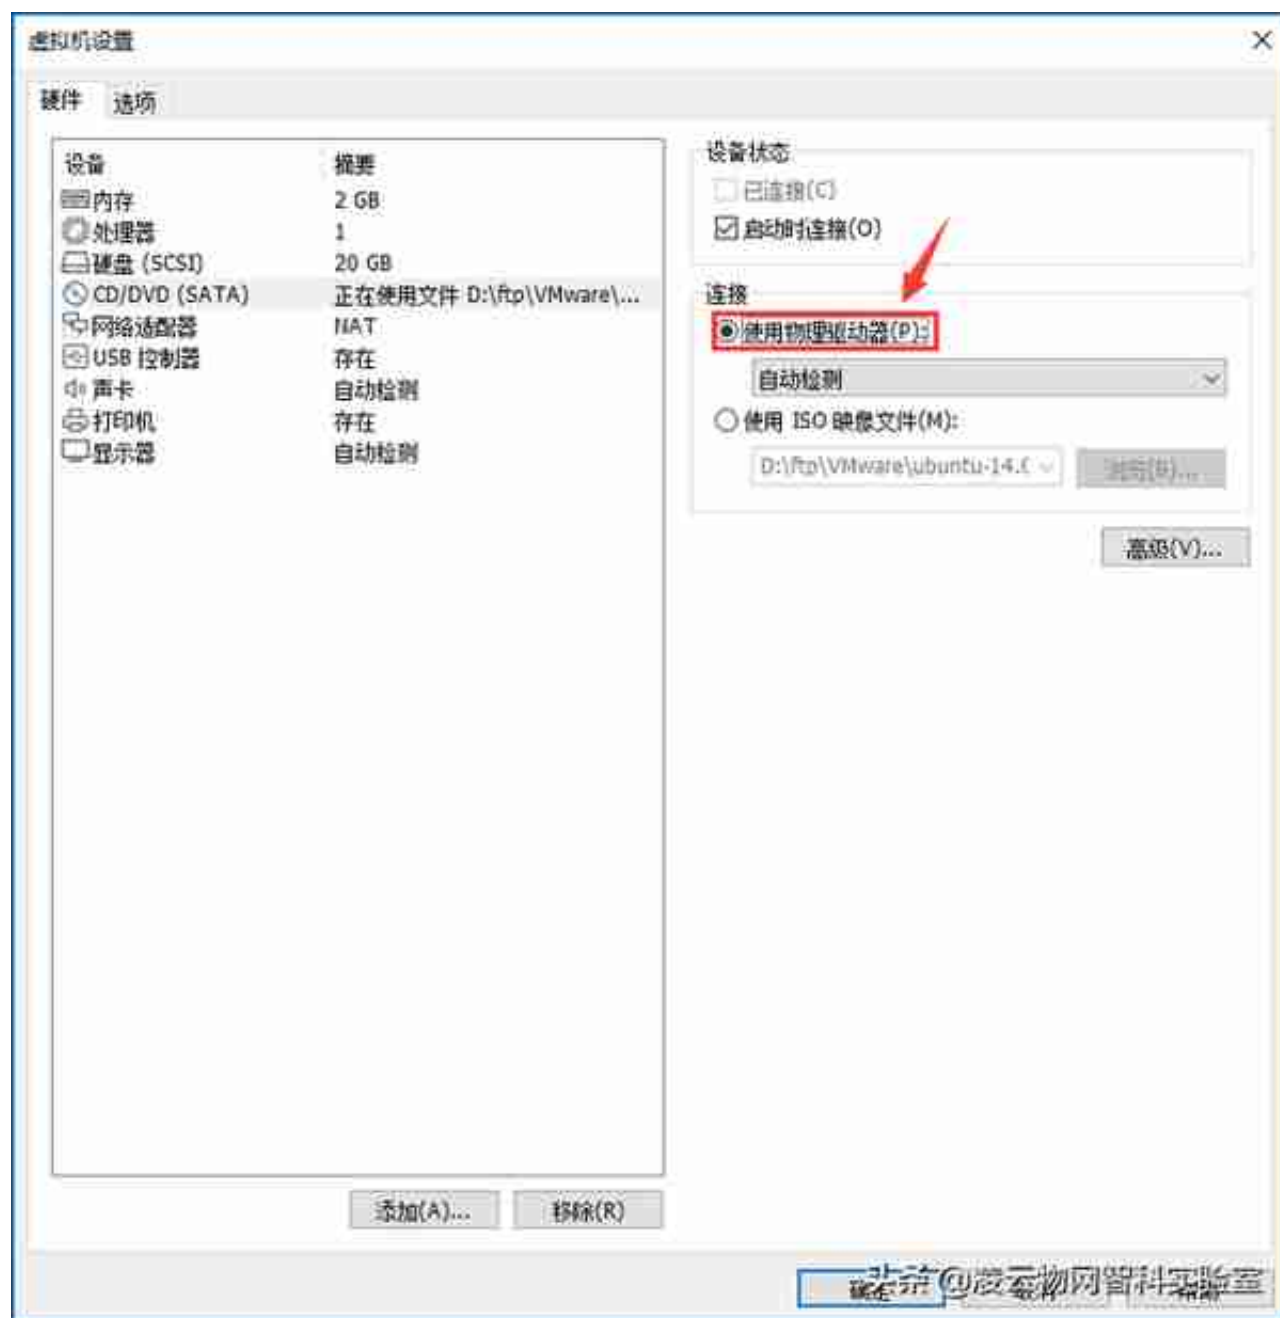 虚拟机设置
硬件 选项
设备 摘要
内存 2 GB
处理器 1
硬盘 (SCSI) 20 GB
CD/DVD (SATA) 正在使用文件 D:\ftp\VMware\...
网络适配器 NAT
USB 控制器 存在
声卡 自动检测
打印机 存在
显示器 自动检测
添加(A)... 移除(R)
设备状态
已连接(C)
启动时连接(O)
连接
使用物理驱动器(P):
自动检测
使用 ISO 映像文件(M):
D:\ftp\VMware\ubuntu-14.0 浏览(B)...
高级(V)...
确定
头条@凌云物网智科实验室